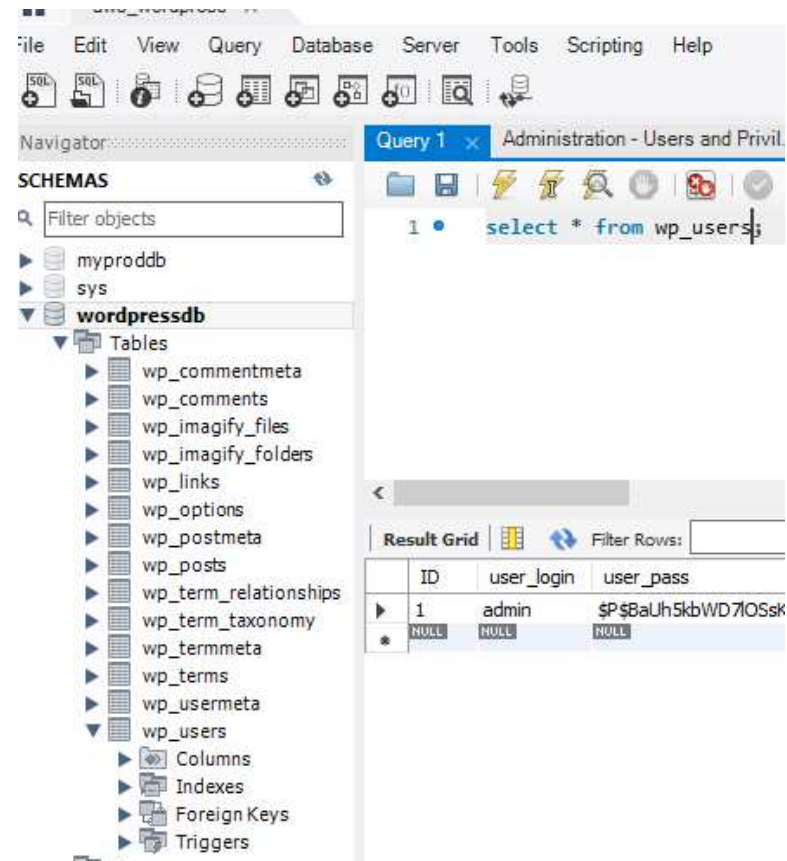 File Edit View Query Database Server Tools Scripting Help
Navigator
Query 1 Administration - Users and Privil
SCHEMAS
Filter objects
1 select * from wp_users;
myproddb
sys
wordpressdb
Tables
wp_commentmeta
wp_comments
wp_imagify_files
wp_imagify_folders
wp_links
wp_options
wp_postmeta
wp_posts
wp_term_relationships
wp_term_taxonomy
wp_termmeta
wp_terms
wp_usermeta
wp_users
Columns
Indexes
Foreign Keys
Triggers
Result Grid Filter Rows:
ID user_login user_pass
1 admin
NULL NULL NULL